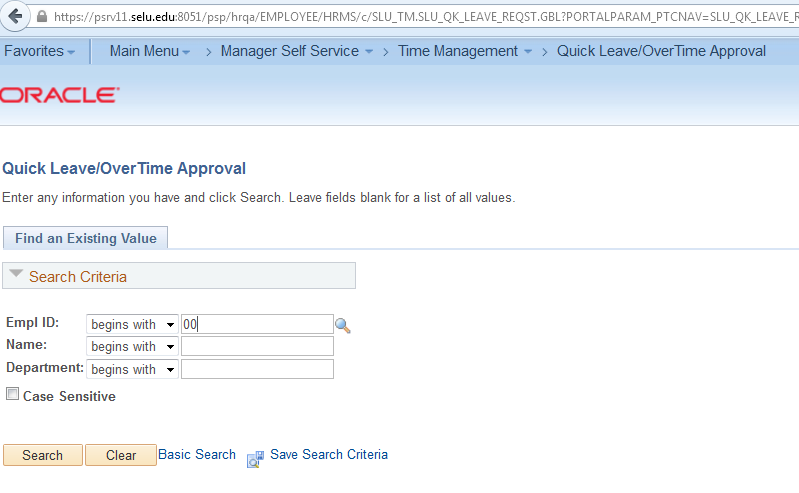 https://psrv11.selu.edu:8051/psp/hrqa/EMPLOYEE/HRMS/c/SLU_TM.SLU_QK_LEAVE_REQST.GBL?PORTALPARAM_PTCNAV=SLU_QK_LEAVE_R
Favorites Main Menu > Manager Self Service > Time Management > Quick Leave/OverTime Approval
ORACLE®
Quick Leave/OverTime Approval
Enter any information you have and click Search. Leave fields blank for a list of all values.
Find an Existing Value
Search Criteria
Empl ID: begins with 00
Name: begins with
Department: begins with
Case Sensitive
Search Clear Basic Search Save Search Criteria